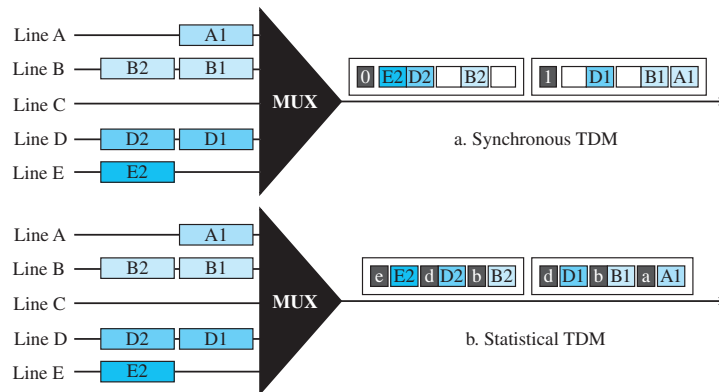 Line A A1
Line B B2 B1
Line C
Line D D2 D1
Line E E2
MUX
0 E2 D2 B2 1 D1 B1 A1
a. Synchronous TDM
Line A A1
Line B B2 B1
Line C
Line D D2 D1
Line E E2
MUX
e E2 d D2 b B2 d D1 b B1 a A1
b. Statistical TDM